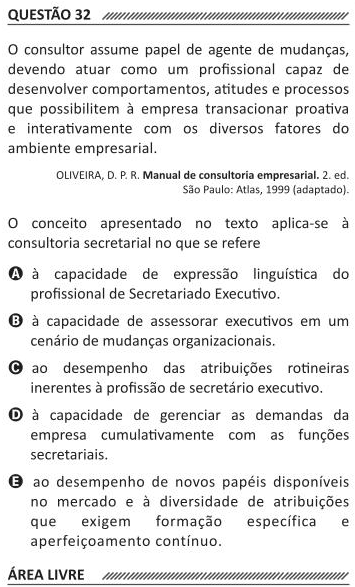 QUESTÃO 32
O consultor assume papel de agente de mudanças,
devendo atuar como um profissional capaz de
desenvolver comportamentos, atitudes e processos
que possibilitem à empresa transacionar proativa
e interativamente com os diversos fatores do
ambiente empresarial.
OLIVEIRA, D. P. R. Manual de consultoria empresarial. 2. ed.
São Paulo: Atlas, 1999 (adaptado).
O conceito apresentado no texto aplica-se à
consultoria secretarial no que se refere
A à capacidade de expressão linguística do
profissional de Secretariado Executivo.
B à capacidade de assessorar executivos em um
cenário de mudanças organizacionais.
C ao desempenho das atribuições rotineiras
inerentes à profissão de secretário executivo.
D à capacidade de gerenciar as demandas da
empresa cumulativamente com as funções
secretariais.
E ao desempenho de novos papéis disponíveis
no mercado e à diversidade de atribuições
que exigem formação específica e
aperfeiçoamento contínuo.
ÁREA LIVRE